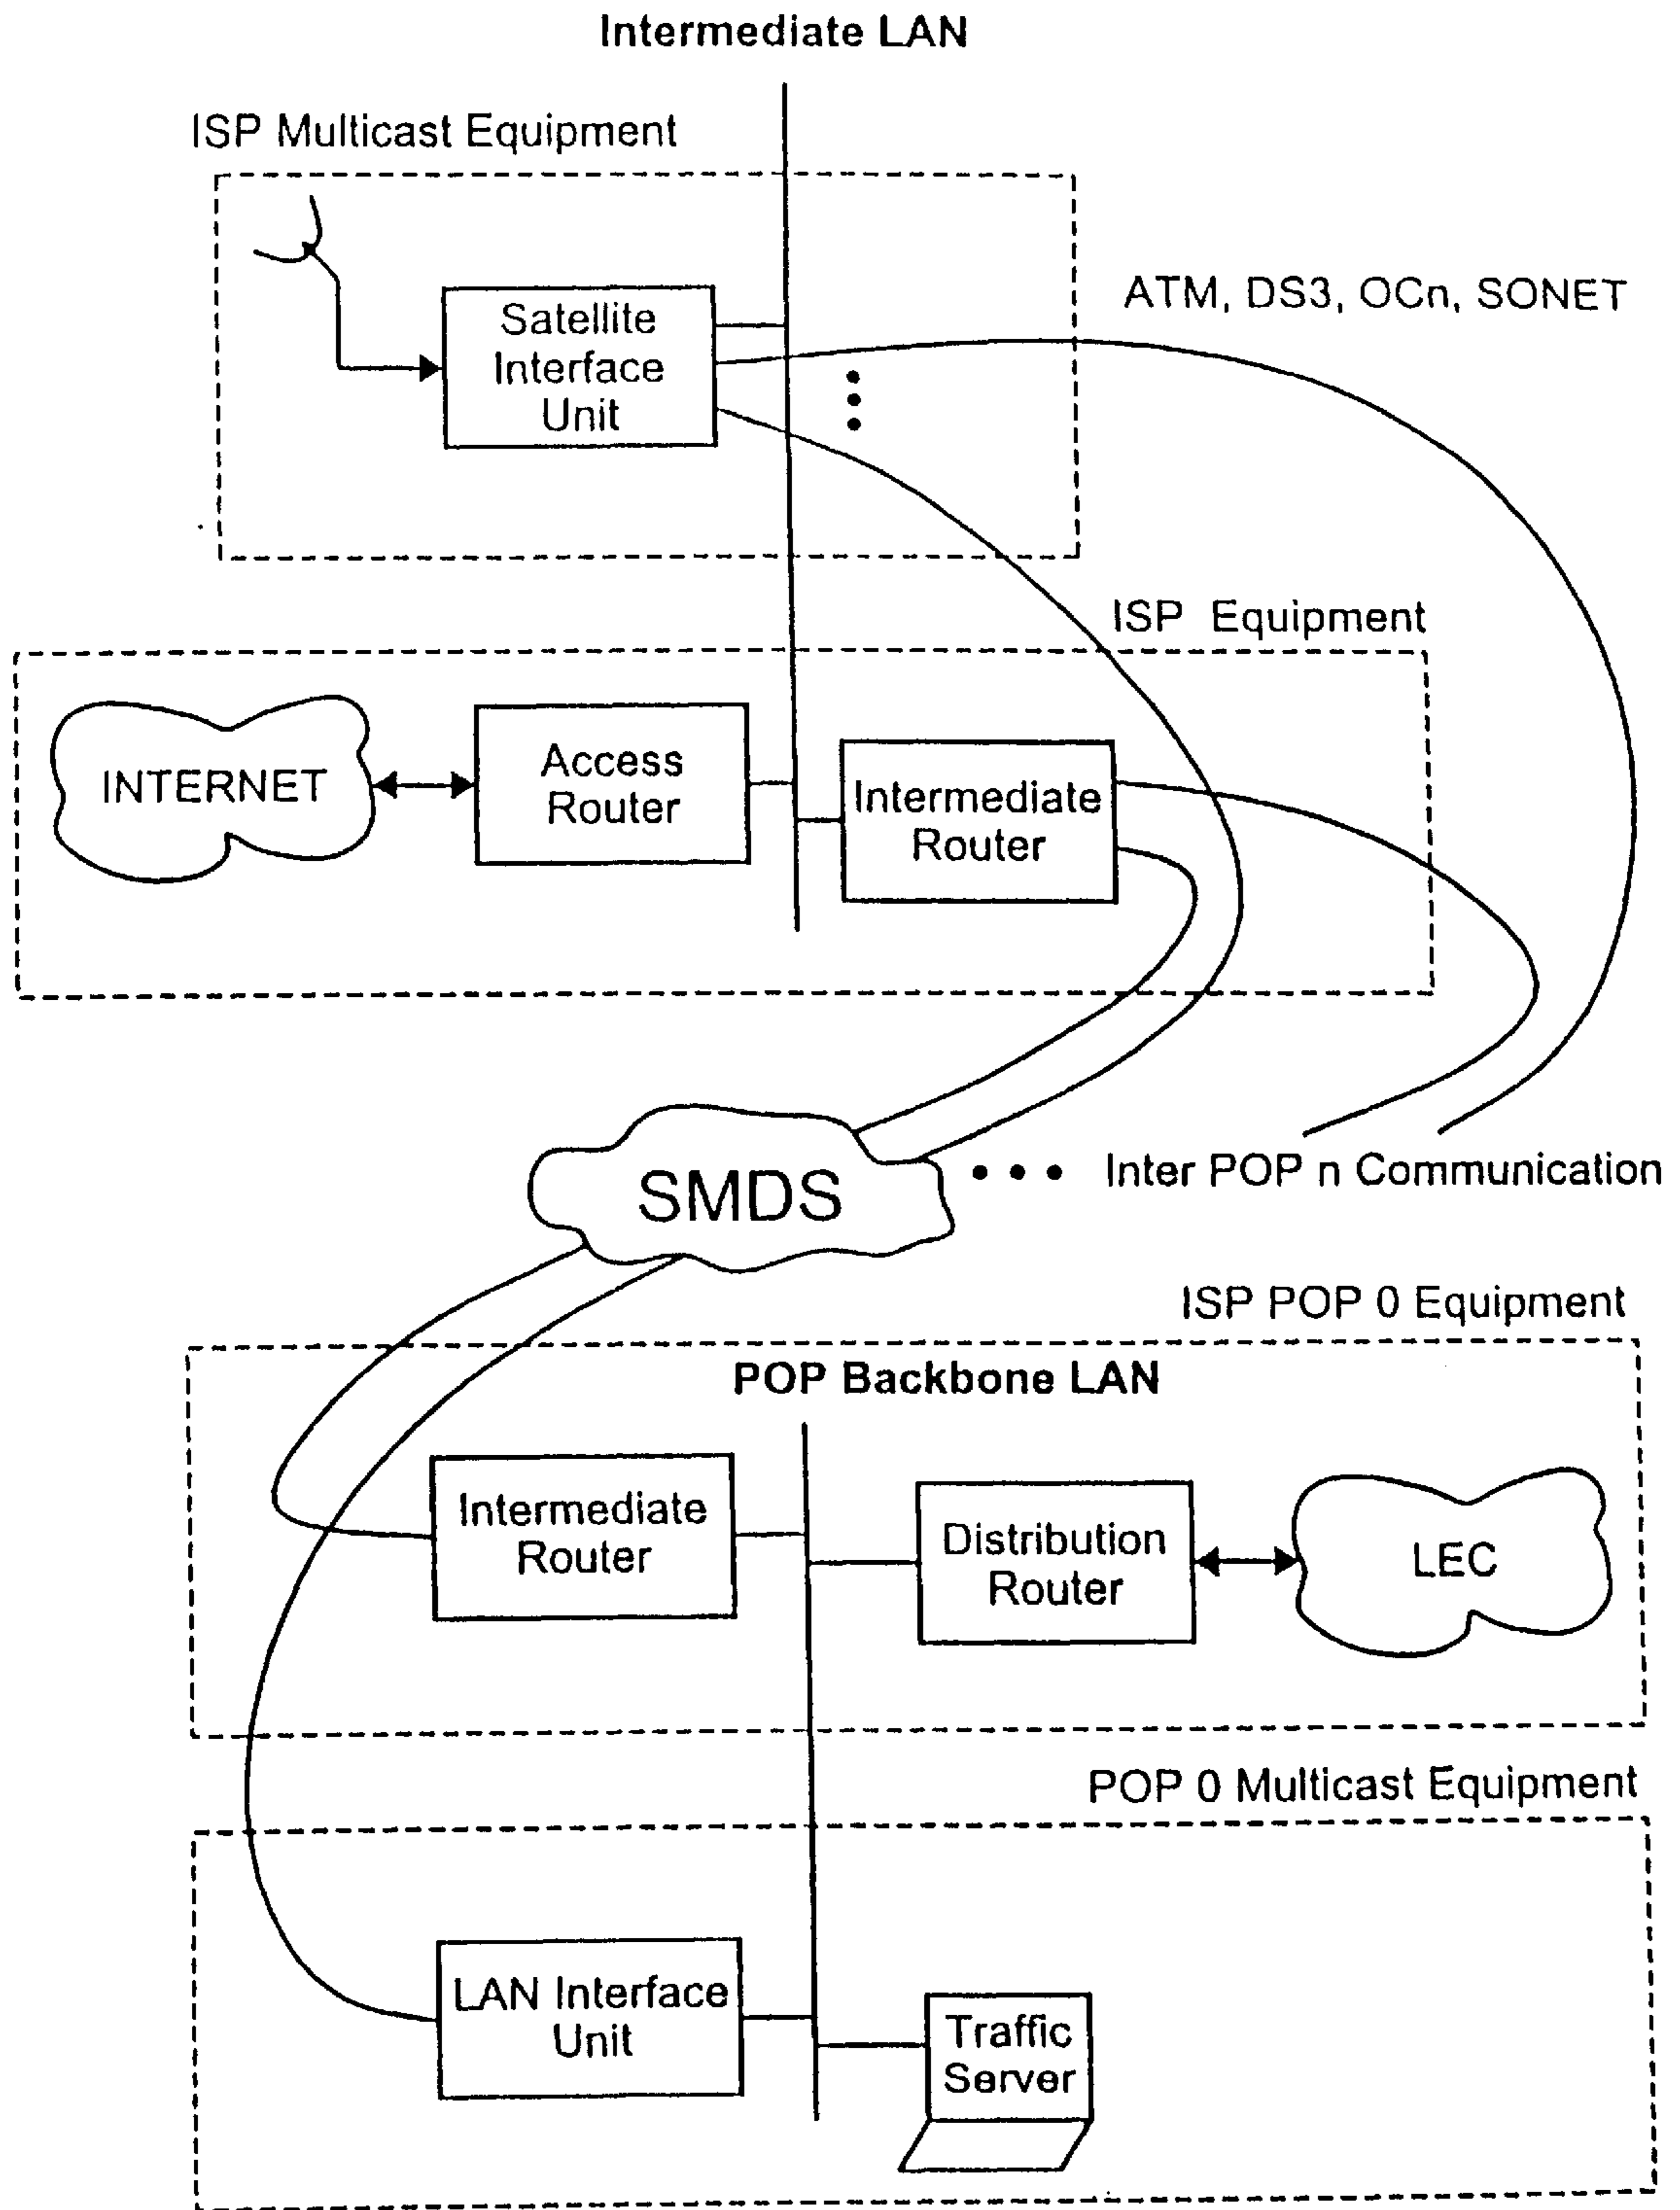 Intermediate LAN
ISP Multicast Equipment
Satellite
Interface
Unit
ATM, DS3, OCn, SONET
ISP Equipment
INTERNET
Access
Router
Intermediate
Router
SMDS
Inter POP n Communication
ISP POP 0 Equipment
POP Backbone LAN
Intermediate
Router
Distribution
Router
LEC
POP 0 Multicast Equipment
LAN Interface
Unit
Traffic
Server